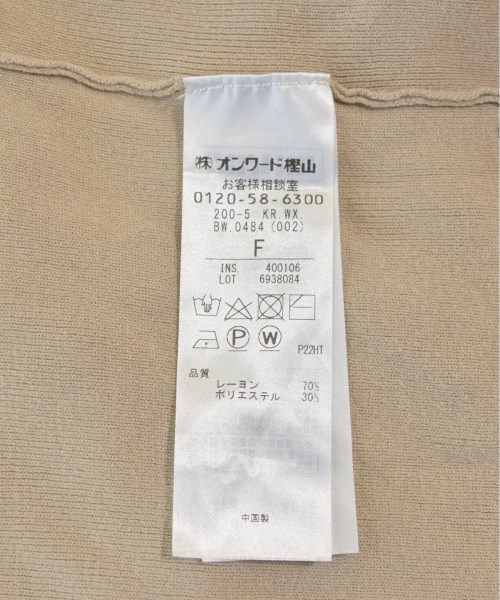 ㈱オンワード樫山
お客様相談室
0120-58-6300
200-5 KR.WX.
BW.0484 (002)
F
INS. 400106
LOT 6938084
P W
P22HT
品質
レーヨン 70%
ポリエステル 30%
中国製